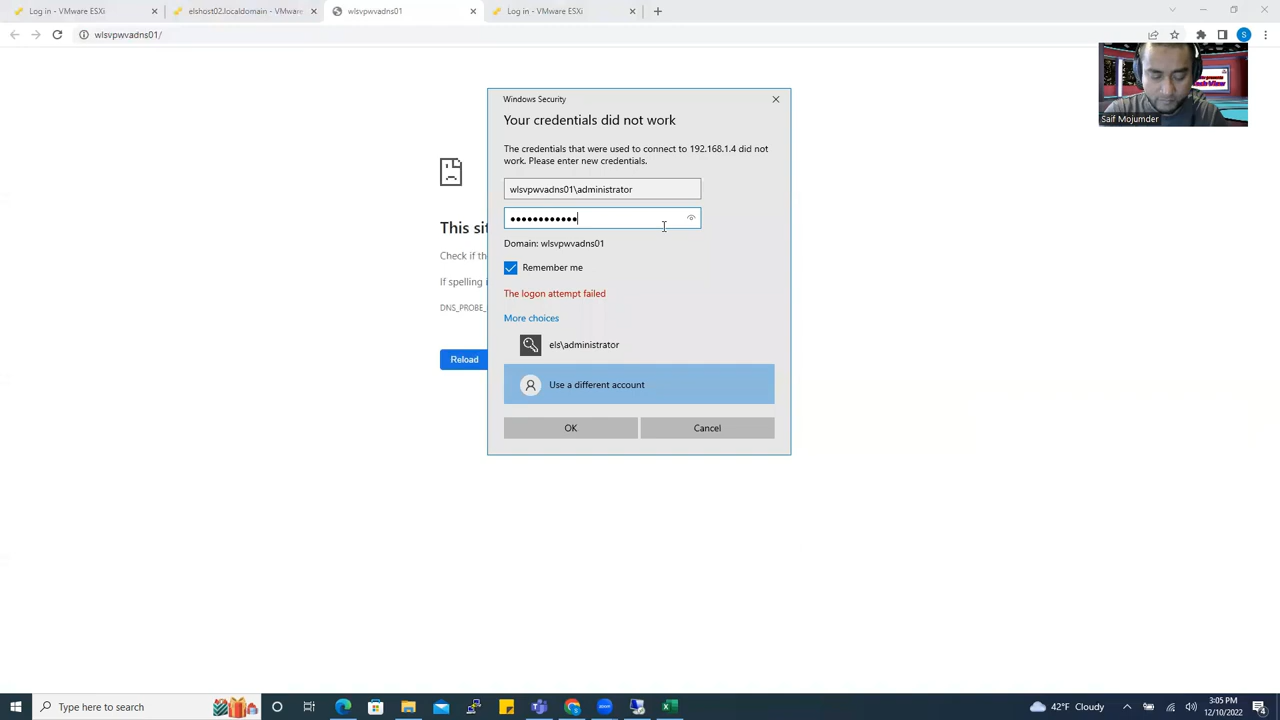 Log in - VMware ESXi
elshost02.localdomain - VMware
wlsvpwvadns01
Log in - VMware ESXi
wlsvpwvadns01/
S
Saif Mojumder
Windows Security
Your credentials did not work
The credentials that were used to connect to 192.168.1.4 did not
work. Please enter new credentials.
wlsvpwvadns01\administrator
This sit
Domain: wlsvpwvadns01
Check if the
Remember me
If spelling i
The logon attempt failed
DNS_PROBE_
More choices
els\administrator
Reload
Use a different account
OK
Cancel
Type here to search
42°F Cloudy
3:05 PM
12/10/2022
4